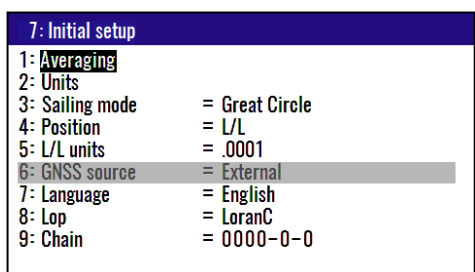 7: Initial setup
1: Averaging
2: Units
3: Sailing mode = Great Circle
4: Position = L/L
5: L/L units = .0001
6: GNSS source = External
7: Language = English
8: Lop = LoranC
9: Chain = 0000-0-0